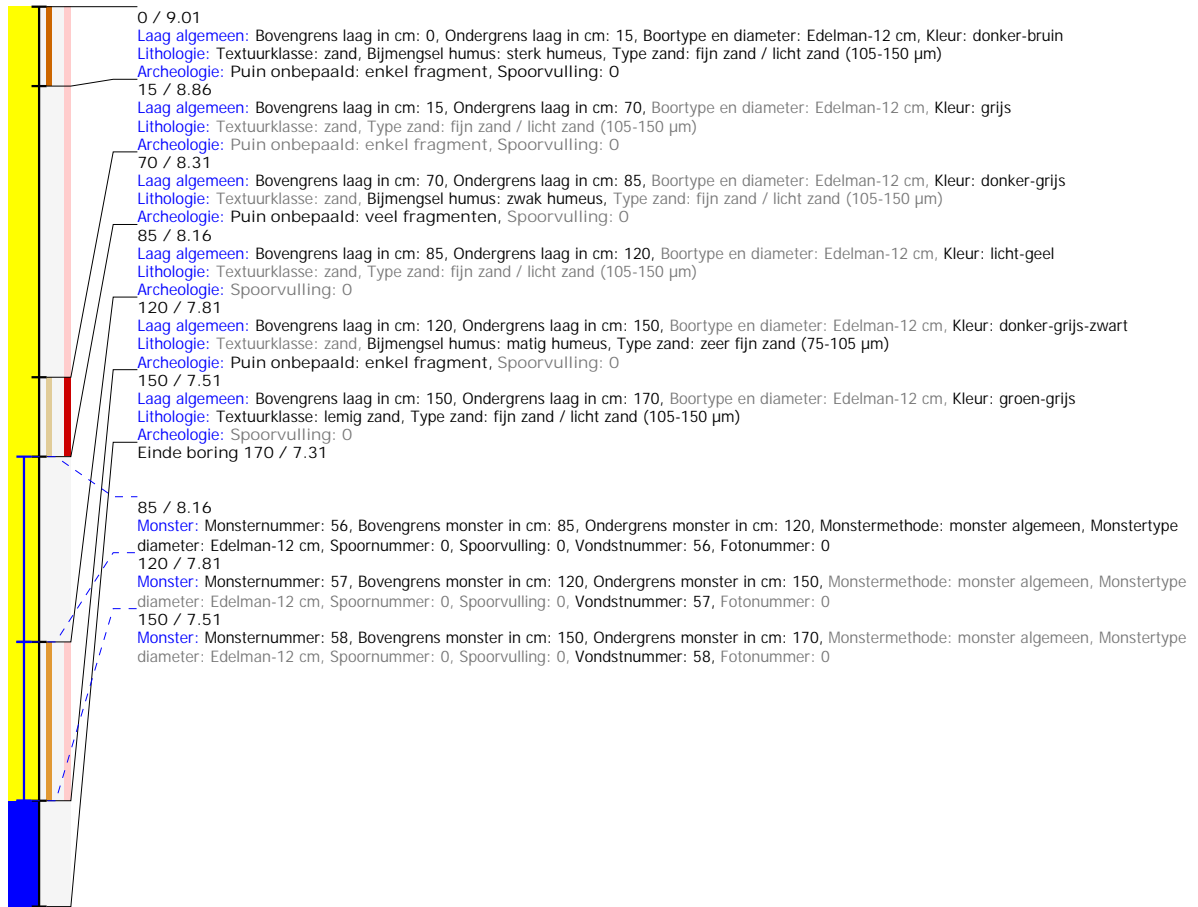 0 / 9.01
Laag algemeen: Bovengrens laag in cm: 0, Ondergrens laag in cm: 15, Boortype en diameter: Edelman-12 cm, Kleur: donker-bruin
Lithologie: Textuurklasse: zand, Bijmengsel humus: sterk humeus, Type zand: fijn zand / licht zand (105-150 µm)
Archeologie: Puin onbepaald: enkel fragment, Spoorvulling: 0
15 / 8.86
Laag algemeen: Bovengrens laag in cm: 15, Ondergrens laag in cm: 70, Boortype en diameter: Edelman-12 cm, Kleur: grijs
Lithologie: Textuurklasse: zand, Type zand: fijn zand / licht zand (105-150 µm)
Archeologie: Puin onbepaald: enkel fragment, Spoorvulling: 0
70 / 8.31
Laag algemeen: Bovengrens laag in cm: 70, Ondergrens laag in cm: 85, Boortype en diameter: Edelman-12 cm, Kleur: donker-grijs
Lithologie: Textuurklasse: zand, Bijmengsel humus: zwak humeus, Type zand: fijn zand / licht zand (105-150 µm)
Archeologie: Puin onbepaald: veel fragmenten, Spoorvulling: 0
85 / 8.16
Laag algemeen: Bovengrens laag in cm: 85, Ondergrens laag in cm: 120, Boortype en diameter: Edelman-12 cm, Kleur: licht-geel
Lithologie: Textuurklasse: zand, Type zand: fijn zand / licht zand (105-150 µm)
Archeologie: Spoorvulling: 0
120 / 7.81
Laag algemeen: Bovengrens laag in cm: 120, Ondergrens laag in cm: 150, Boortype en diameter: Edelman-12 cm, Kleur: donker-grijs-zwart
Lithologie: Textuurklasse: zand, Bijmengsel humus: matig humeus, Type zand: zeer fijn zand (75-105 µm)
Archeologie: Puin onbepaald: enkel fragment, Spoorvulling: 0
150 / 7.51
Laag algemeen: Bovengrens laag in cm: 150, Ondergrens laag in cm: 170, Boortype en diameter: Edelman-12 cm, Kleur: groen-grijs
Lithologie: Textuurklasse: lemig zand, Type zand: fijn zand / licht zand (105-150 µm)
Archeologie: Spoorvulling: 0
Einde boring 170 / 7.31
85 / 8.16
Monster: Monsternummer: 56, Bovengrens monster in cm: 85, Ondergrens monster in cm: 120, Monstermethode: monster algemeen, Monstertype
diameter: Edelman-12 cm, Spoornummer: 0, Spoorvulling: 0, Vondstnummer: 56, Fotonummer: 0
120 / 7.81
Monster: Monsternummer: 57, Bovengrens monster in cm: 120, Ondergrens monster in cm: 150, Monstermethode: monster algemeen, Monstertype
diameter: Edelman-12 cm, Spoornummer: 0, Spoorvulling: 0, Vondstnummer: 57, Fotonummer: 0
150 / 7.51
Monster: Monsternummer: 58, Bovengrens monster in cm: 150, Ondergrens monster in cm: 170, Monstermethode: monster algemeen, Monstertype
diameter: Edelman-12 cm, Spoornummer: 0, Spoorvulling: 0, Vondstnummer: 58, Fotonummer: 0